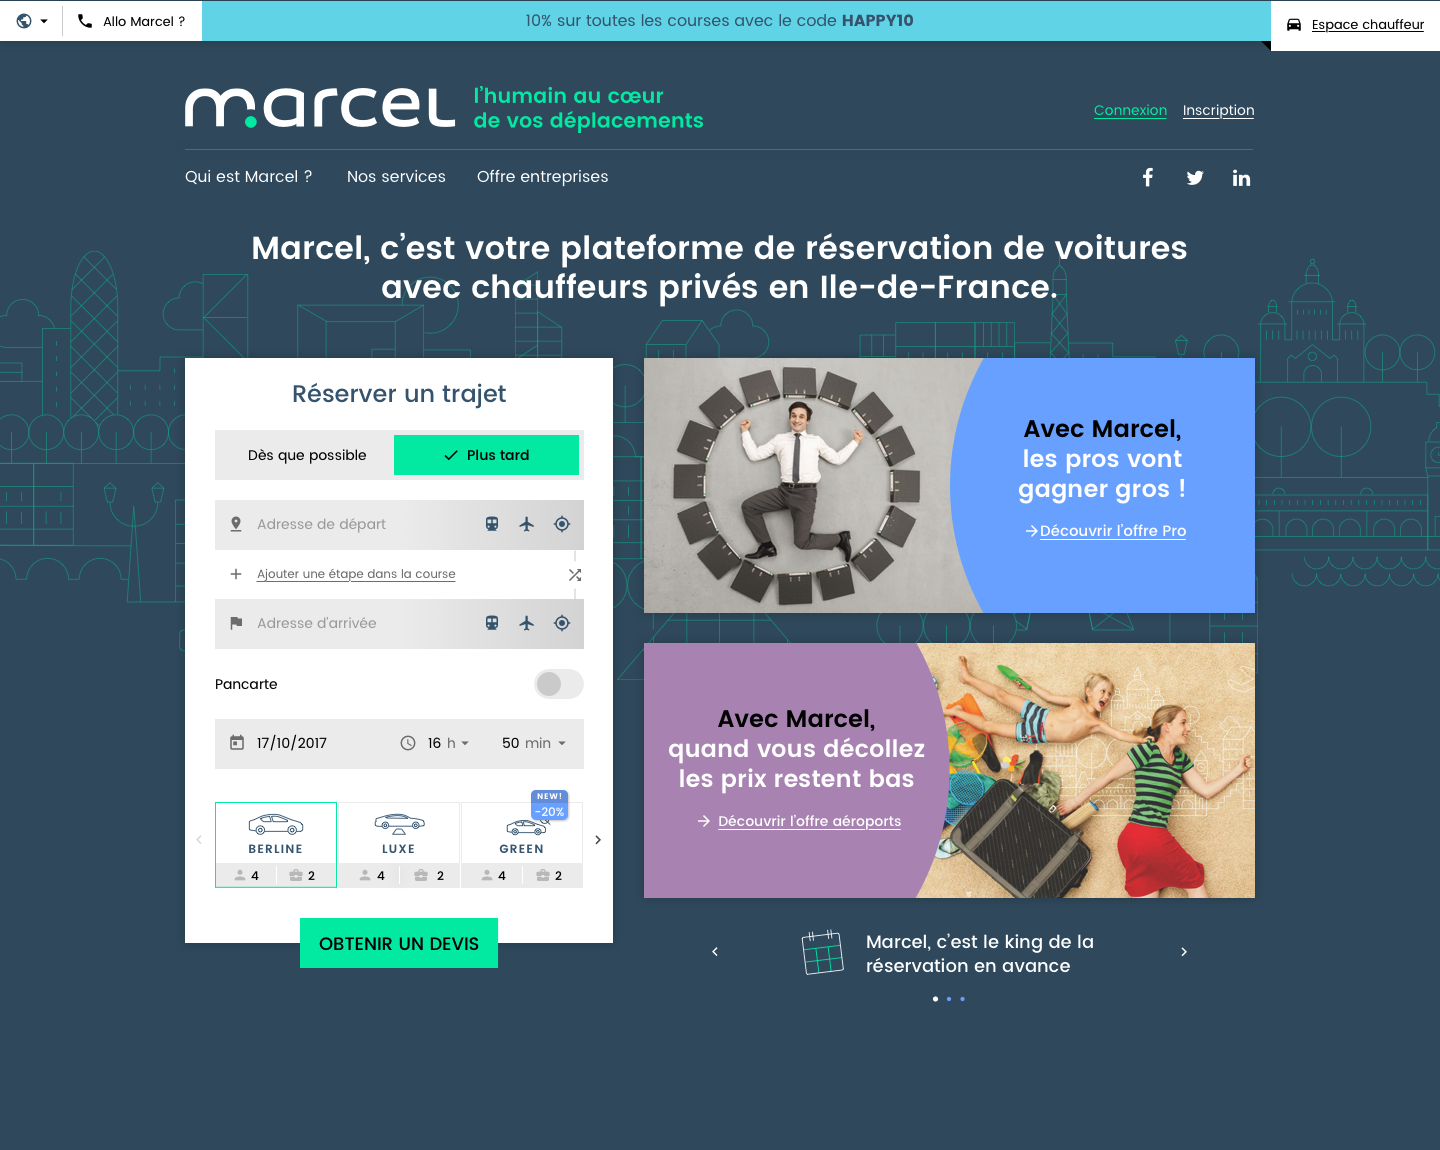 Allo Marcel ?
10% sur toutes les courses avec le code HAPPY10
Espace chauffeur
marcel
l’humain au cœur
de vos déplacements
Connexion Inscription
Qui est Marcel ? Nos services Offre entreprises
Marcel, c’est votre plateforme de réservation de voitures
avec chauffeurs privés en Ile-de-France.
Réserver un trajet
Dès que possible Plus tard
Adresse de départ
Ajouter une étape dans la course
Adresse d'arrivée
Pancarte
17/10/2017 16 h 50 min
NEW!
-20%
BERLINE LUXE GREEN
4 2 4 2 4 2
OBTENIR UN DEVIS
Avec Marcel,
les pros vont
gagner gros !
Découvrir l'offre Pro
Avec Marcel,
quand vous décollez
les prix restent bas
Découvrir l'offre aéroports
Marcel, c’est le king de la
réservation en avance